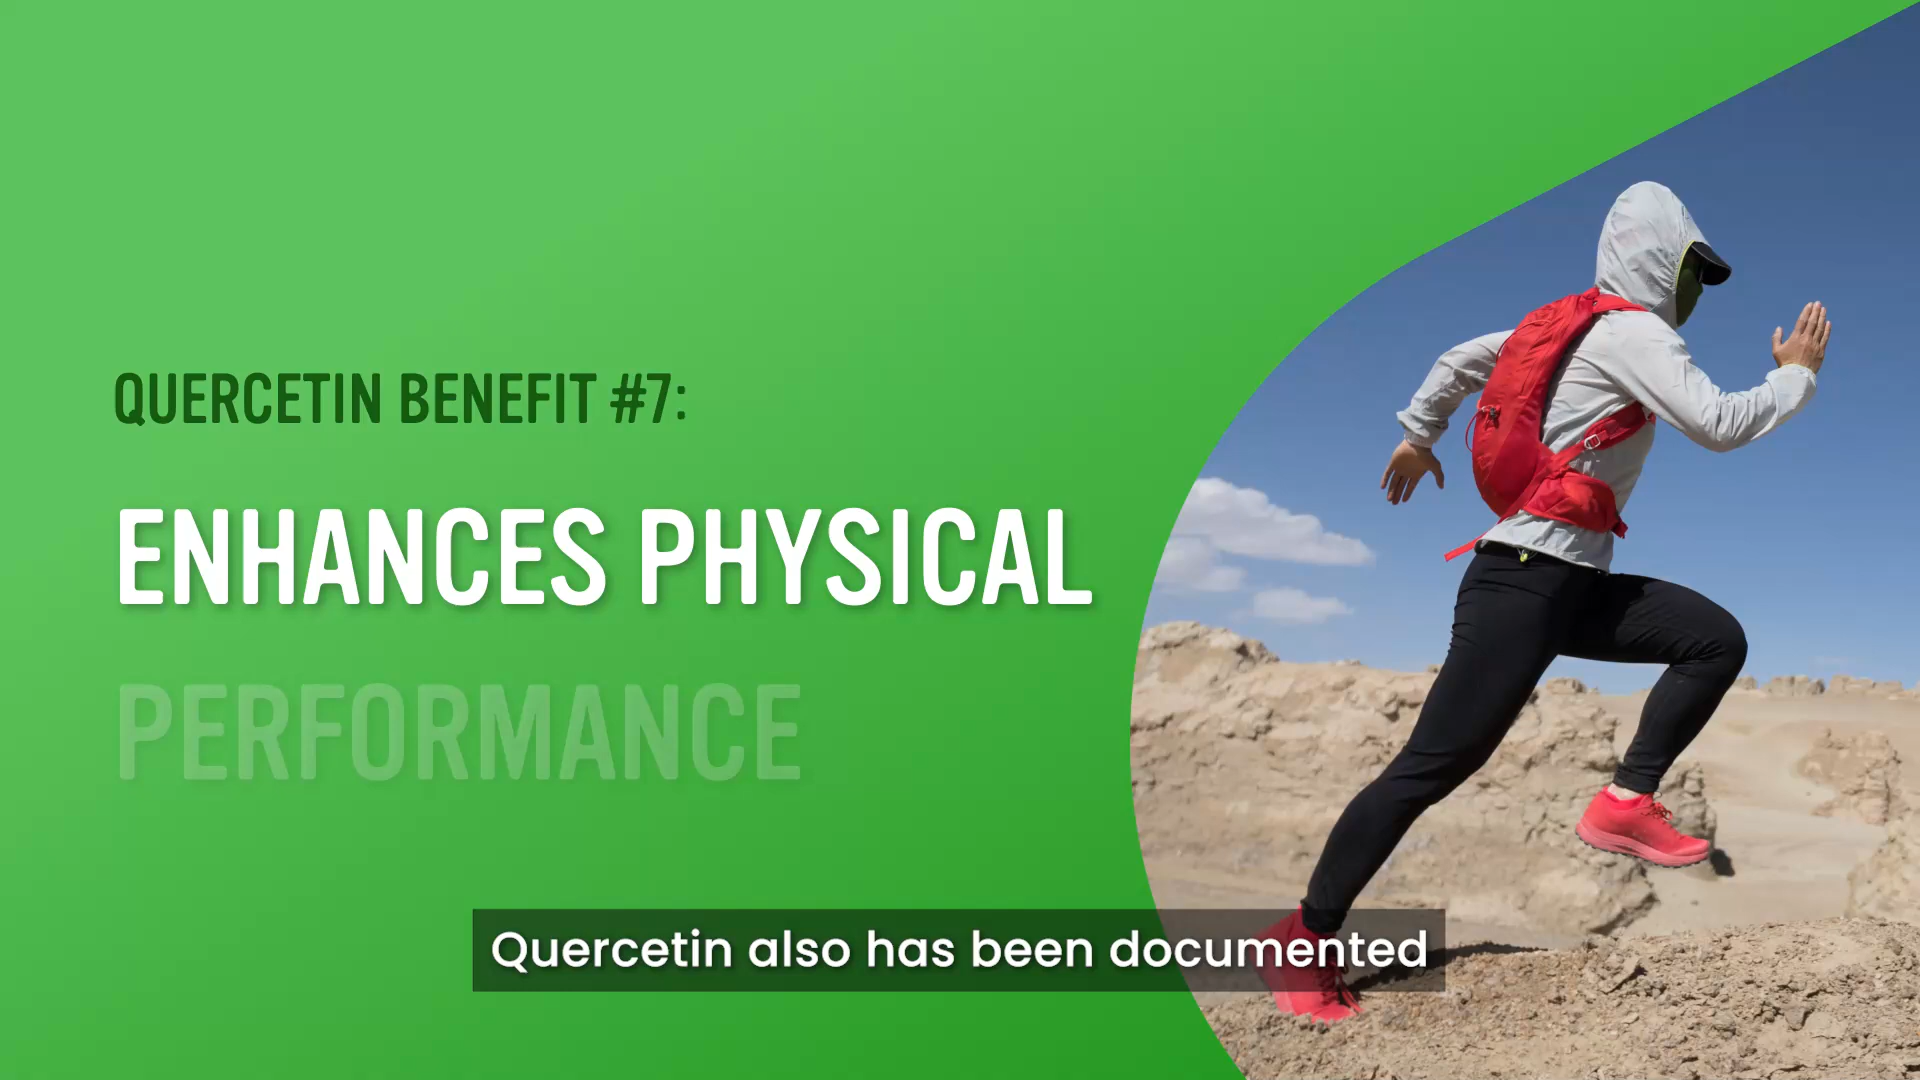 QUERCETIN BENEFIT #7:
ENHANCES PHYSICAL
PERFORMANCE
Quercetin also has been documented